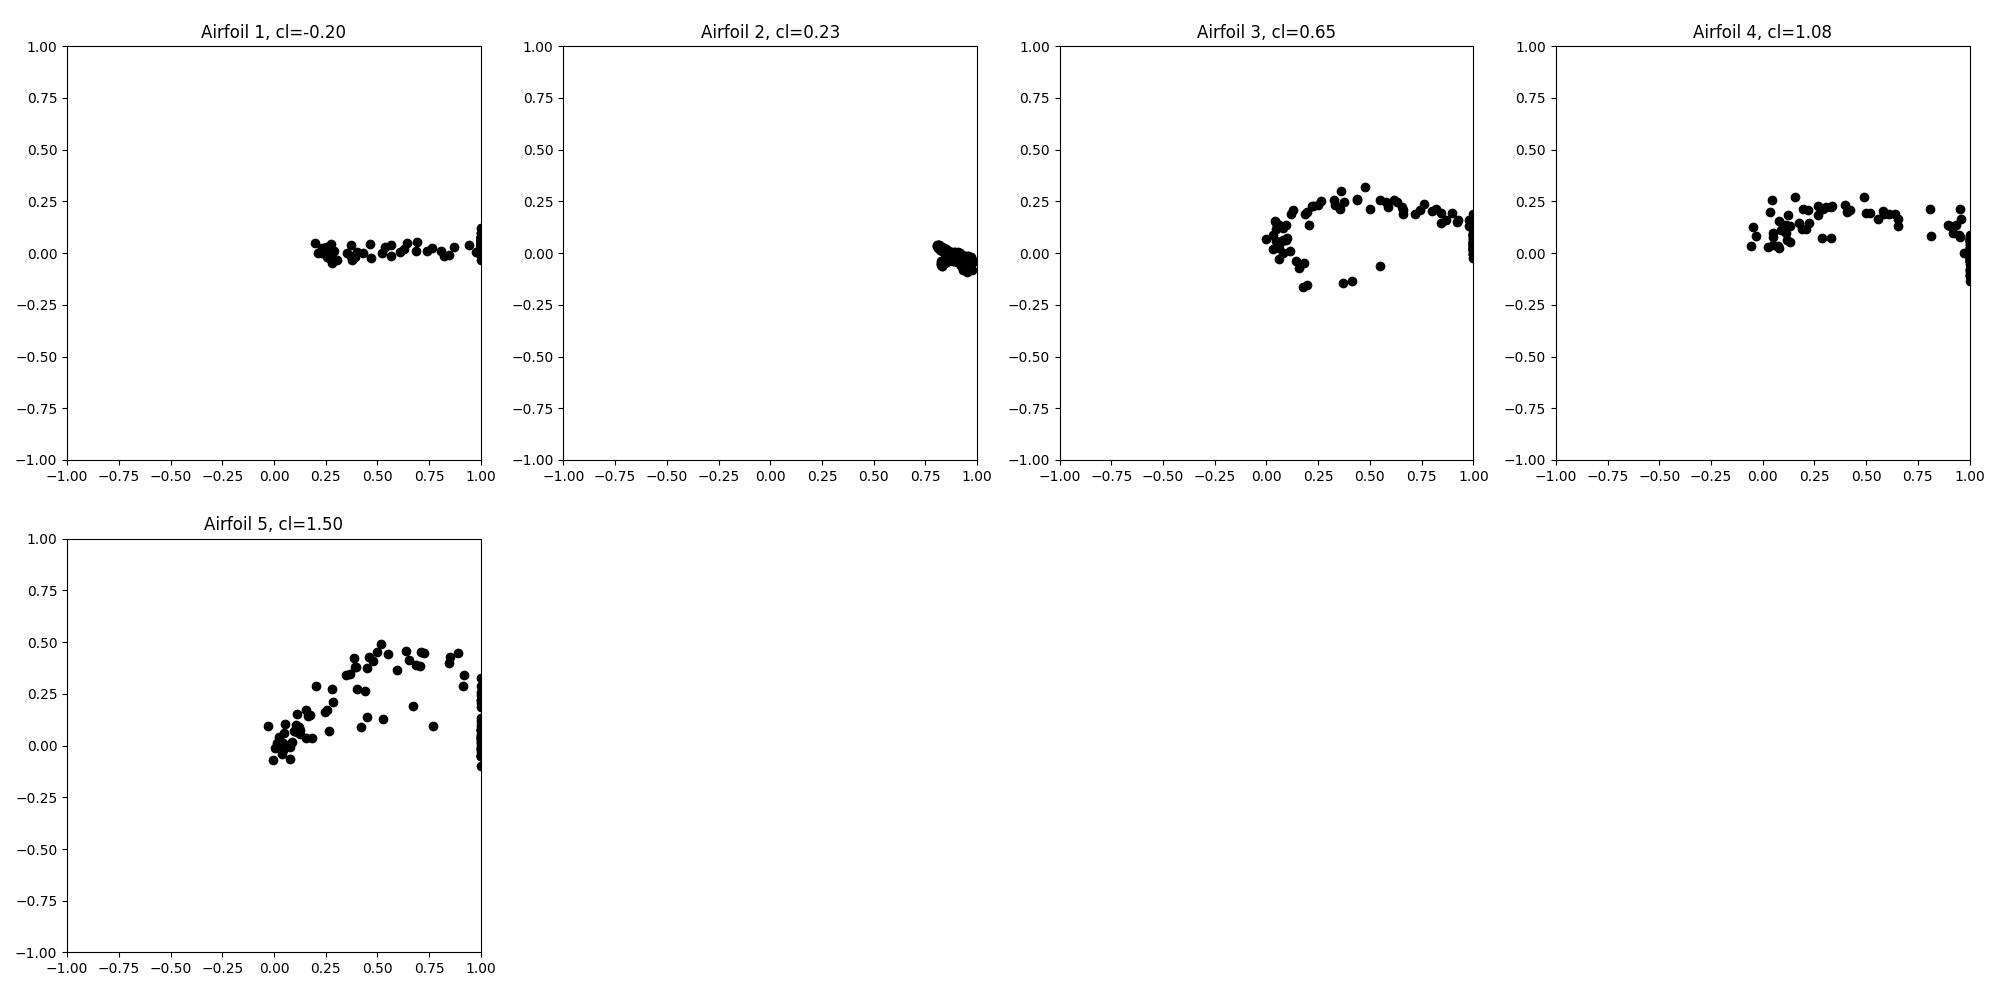 Airfoil 1, cl=-0.20
Airfoil 2, cl=0.23
Airfoil 3, cl=0.65
Airfoil 4, cl=1.08
1.00 1.00 1.00 1.00
0.75 0.75 0.75 0.75
0.50 0.50 0.50 0.50
0.25 0.25 0.25 0.25
0.00 0.00 0.00 0.00
−0.25 −0.25 −0.25 −0.25
−0.50 −0.50 −0.50 −0.50
−0.75 −0.75 −0.75 −0.75
−1.00 −1.00 −1.00 −1.00
−1.00 −0.75 −0.50 −0.25 0.00 0.25 0.50 0.75 1.00
−1.00 −0.75 −0.50 −0.25 0.00 0.25 0.50 0.75 1.00
−1.00 −0.75 −0.50 −0.25 0.00 0.25 0.50 0.75 1.00
−1.00 −0.75 −0.50 −0.25 0.00 0.25 0.50 0.75 1.00
Airfoil 5, cl=1.50
1.00
0.75
0.50
0.25
0.00
−0.25
−0.50
−0.75
−1.00
−1.00 −0.75 −0.50 −0.25 0.00 0.25 0.50 0.75 1.00